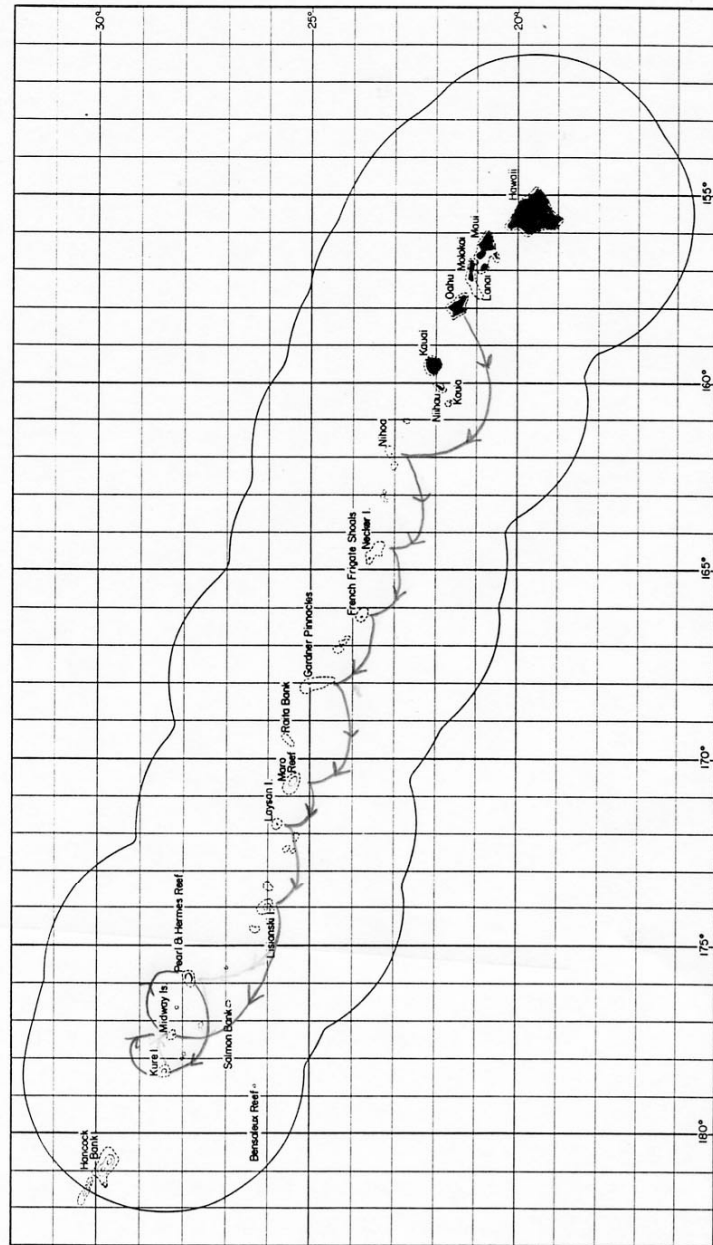 30°
25°
20°
155°
160°
165°
170°
175°
180°
Hancock
Bank
Kure I.
Midway Is.
Pearl & Hermes Reef
Salmon Bank
Bensaleux Reef
Lisianski I.
Laysan I.
Maro
Reef
Raita Bank
Gardner Pinnacles
French Frigate Shoals
Necker I.
Nihoa
Kauai
Niihau
Kaula
Oahu
Molokai
Maui
Lanai
Hawaii